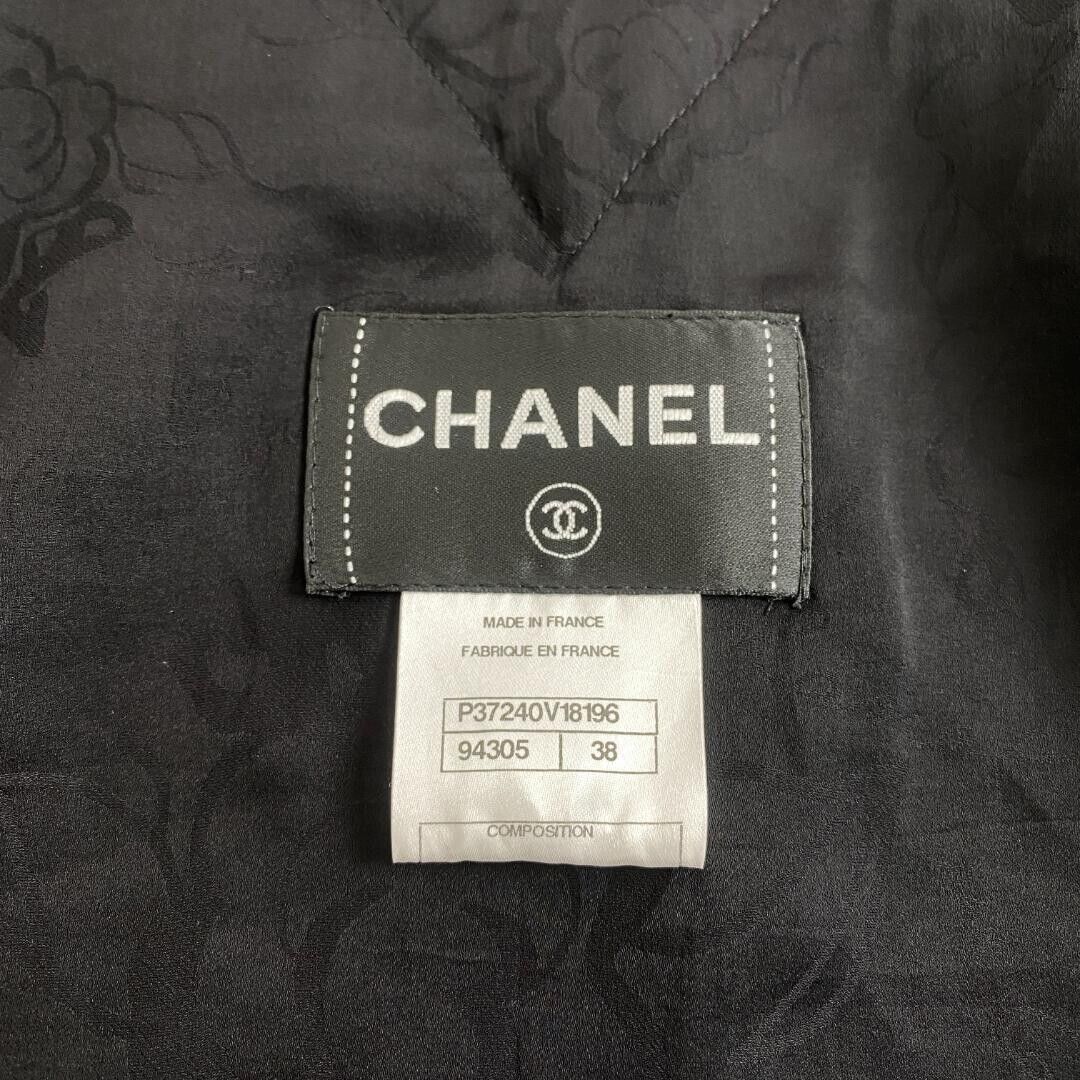 CHANEL
MADE IN FRANCE
FABRIQUE EN FRANCE
P37240V18196
94305 38
COMPOSITION